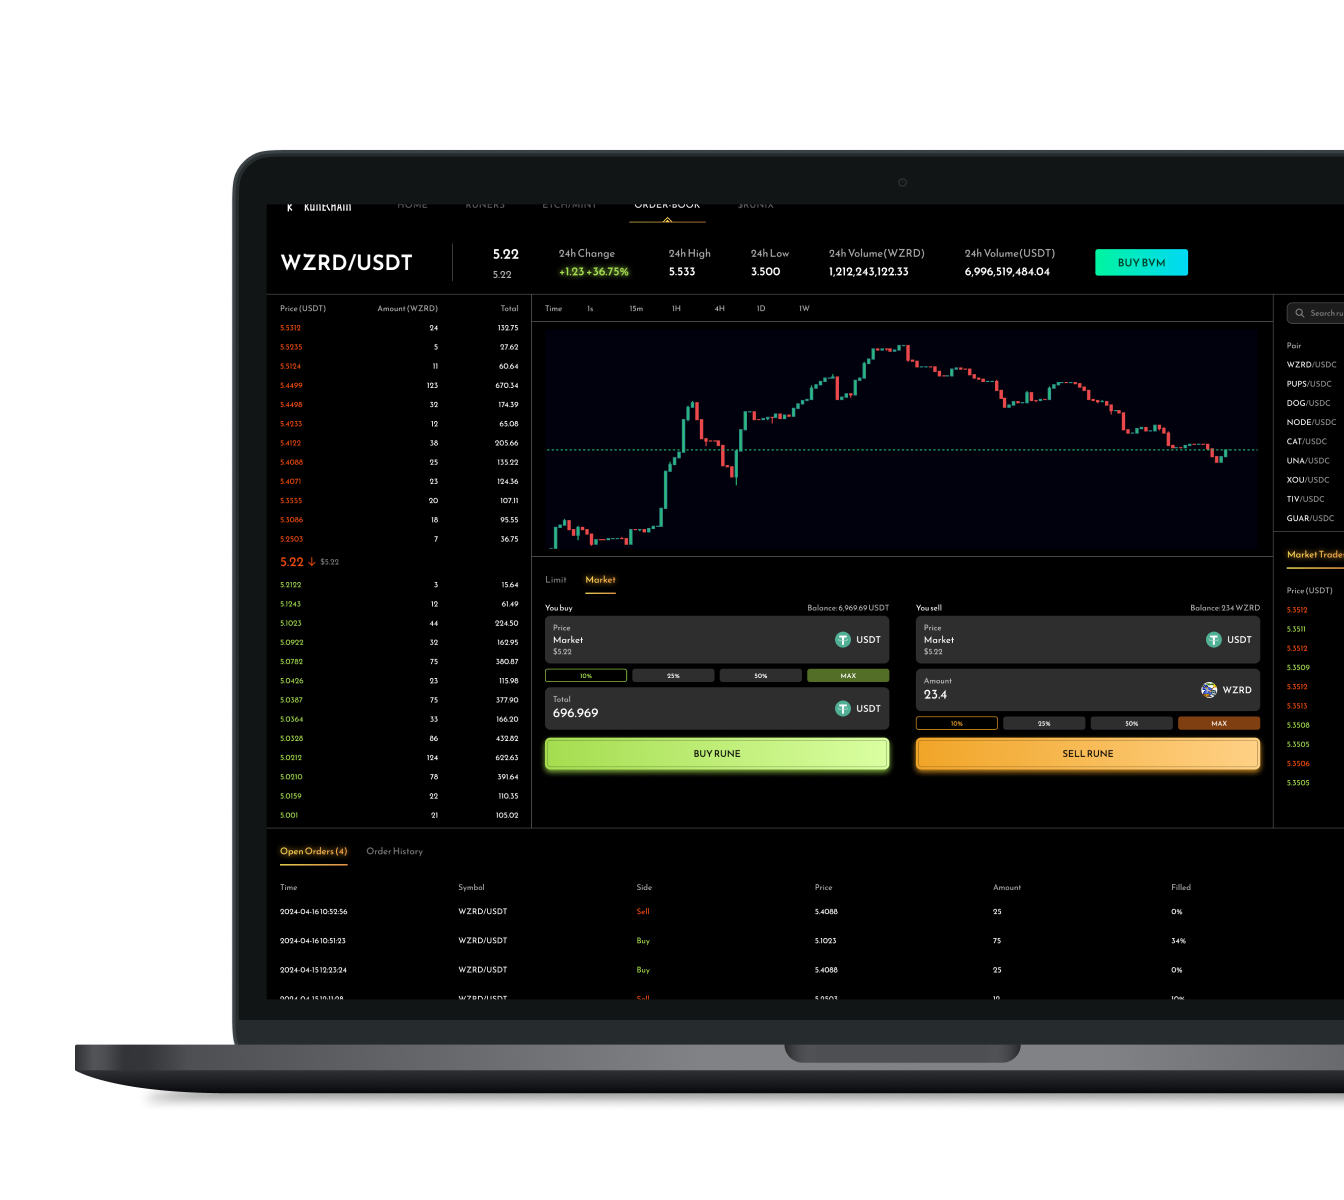 RUNECHAIN HOME RUNERS ETCH/MINT ORDER-BOOK $RUNIX
WZRD/USDT
5.22
5.22
24h Change
+1.23 +36.75%
24h High
5.533
24h Low
3.500
24h Volume(WZRD)
1,212,243,122.33
24h Volume(USDT)
6,996,519,484.04
BUY BVM
Price (USDT) Amount (WZRD) Total
5.5312 24 132.75
5.5235 5 27.62
5.5124 11 60.64
5.4499 123 670.34
5.4498 32 174.39
5.4233 12 65.08
5.4122 38 205.66
5.4088 25 135.22
5.4071 23 124.36
5.3555 20 107.11
5.3086 18 95.55
5.2503 7 36.75
5.22 ↓ $5.22
5.2122 3 15.64
5.1243 12 61.49
5.1023 44 224.50
5.0922 32 162.95
5.0782 75 380.87
5.0426 23 115.98
5.0387 75 377.90
5.0364 33 166.20
5.0328 86 432.82
5.0212 124 622.63
5.0210 78 391.64
5.0159 22 110.35
5.001 21 105.02
Time 1s 15m 1H 4H 1D 1W
Limit Market
You buy Balance: 6,969.69 USDT
Price
Market
$5.22
USDT
10% 25% 50% MAX
Total
696.969
USDT
BUY RUNE
You sell Balance: 234 WZRD
Price
Market
$5.22
USDT
Amount
23.4
WZRD
10% 25% 50% MAX
SELL RUNE
Search ru
Pair
WZRD/USDC
PUPS/USDC
DOG/USDC
NODE/USDC
CAT/USDC
UNA/USDC
XOU/USDC
TIV/USDC
GUAR/USDC
Market Trades
Price (USDT)
5.3512
5.3511
5.3512
5.3509
5.3512
5.3513
5.3508
5.3505
5.3506
5.3505
Open Orders (4) Order History
Time Symbol Side Price Amount Filled
2024-04-16 10:52:56 WZRD/USDT Sell 5.4088 25 0%
2024-04-16 10:51:23 WZRD/USDT Buy 5.1023 75 34%
2024-04-15 12:23:24 WZRD/USDT Buy 5.4088 25 0%
2024-04-15 12:11:28 WZRD/USDT Sell 5.2503 12 10%